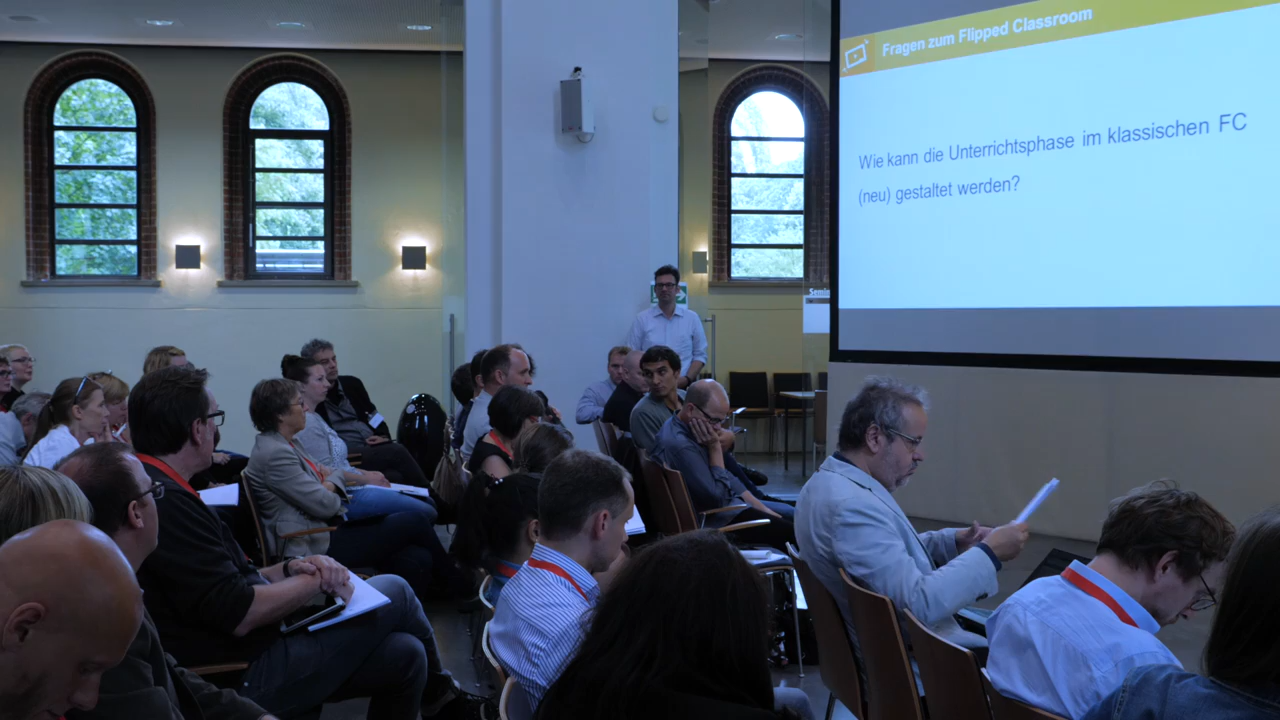 Fragen zum Flipped Classroom
Wie kann die Unterrichtsphase im klassischen FC
(neu) gestaltet werden?